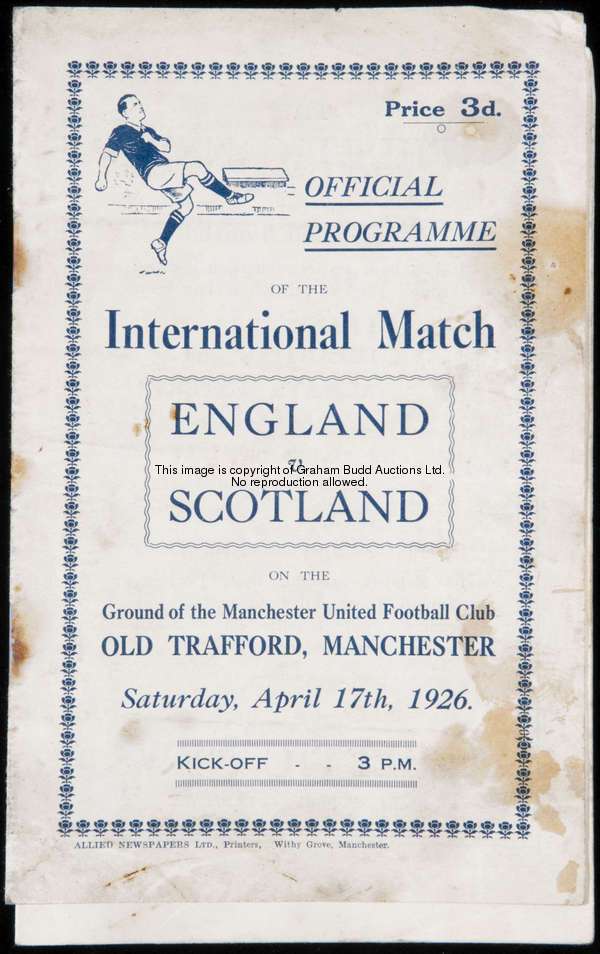 Price 3d.
OFFICIAL
PROGRAMME
OF THE
International Match
ENGLAND
v
This image is copyright of Graham Budd Auctions Ltd.
No reproduction allowed.
SCOTLAND
ON THE
Ground of the Manchester United Football Club
OLD TRAFFORD, MANCHESTER
Saturday, April 17th, 1926.
KICK-OFF - - 3 P.M.
ALLIED NEWSPAPERS LTD., Printers, Withy Grove, Manchester.